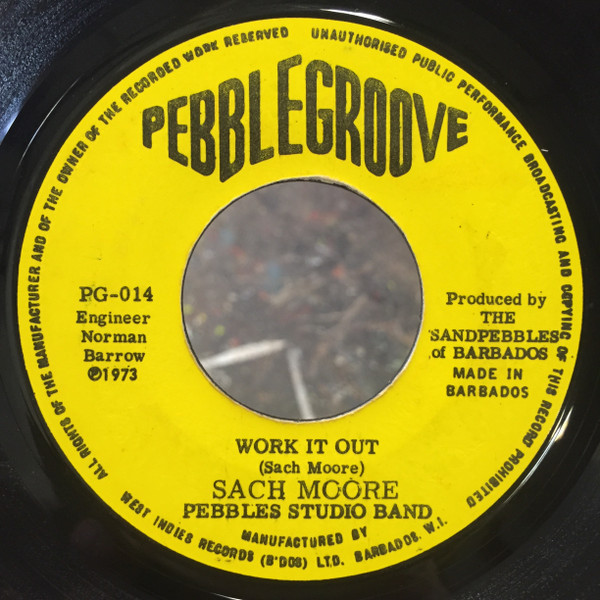 ALL RIGHTS OF THE MANUFACTURER AND OF THE OWNER OF THE RECORDED WORK RESERVED UNAUTHORISED PUBLIC PERFORMANCE BROADCASTING AND COPYING OF THIS RECORD PROHIBITED
PEBBLEGROOVE
PG-014
Engineer
Norman
Barrow
℗1973
Produced by
THE
'SANDPEBBLES'
of BARBADOS
MADE IN
BARBADOS
WORK IT OUT
(Sach Moore)
SACH MOORE
PEBBLES STUDIO BAND
MANUFACTURED BY
WEST INDIES RECORDS (B'DOS) LTD. BARBADOS, W.I.